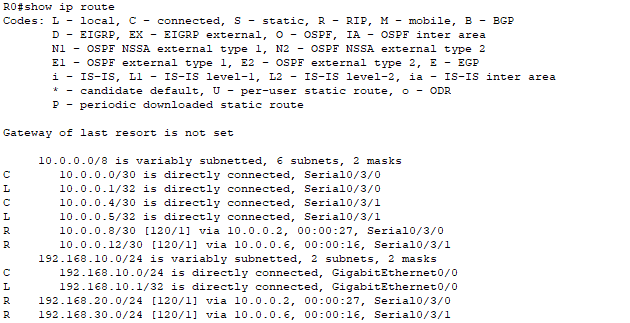 R0#show ip route
Codes: L - local, C - connected, S - static, R - RIP, M - mobile, B - BGP
       D - EIGRP, EX - EIGRP external, O - OSPF, IA - OSPF inter area
       N1 - OSPF NSSA external type 1, N2 - OSPF NSSA external type 2
       E1 - OSPF external type 1, E2 - OSPF external type 2, E - EGP
       i - IS-IS, L1 - IS-IS level-1, L2 - IS-IS level-2, ia - IS-IS inter area
       * - candidate default, U - per-user static route, o - ODR
       P - periodic downloaded static route

Gateway of last resort is not set

     10.0.0.0/8 is variably subnetted, 6 subnets, 2 masks
C       10.0.0.0/30 is directly connected, Serial0/3/0
L       10.0.0.1/32 is directly connected, Serial0/3/0
C       10.0.0.4/30 is directly connected, Serial0/3/1
L       10.0.0.5/32 is directly connected, Serial0/3/1
R       10.0.0.8/30 [120/1] via 10.0.0.2, 00:00:27, Serial0/3/0
R       10.0.0.12/30 [120/1] via 10.0.0.6, 00:00:16, Serial0/3/1
     192.168.10.0/24 is variably subnetted, 2 subnets, 2 masks
C       192.168.10.0/24 is directly connected, GigabitEthernet0/0
L       192.168.10.1/32 is directly connected, GigabitEthernet0/0
R    192.168.20.0/24 [120/1] via 10.0.0.2, 00:00:27, Serial0/3/0
R    192.168.30.0/24 [120/1] via 10.0.0.6, 00:00:16, Serial0/3/1